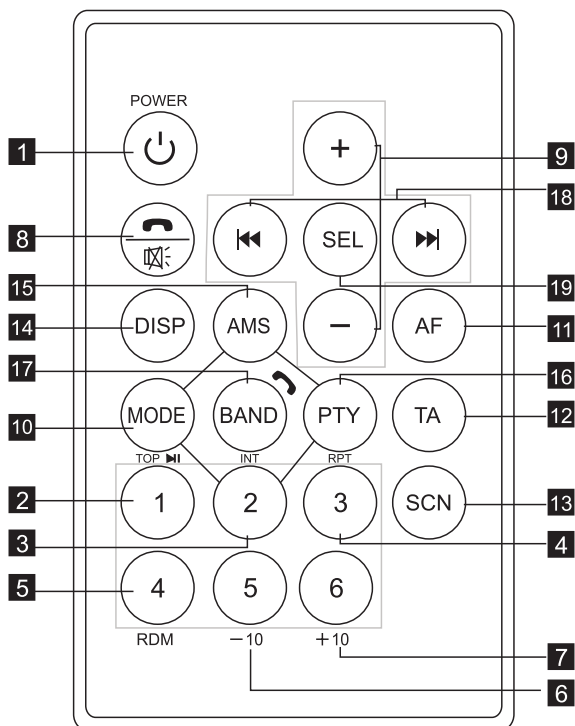 POWER
1
+
9
18
8
SEL
15
19
14
DISP
AMS
−
AF
11
17
16
10
MODE
BAND
PTY
TA
12
TOP
INT
RPT
2
1
2
3
SCN
13
3
4
5
4
5
6
RDM
−10
+10
7
6